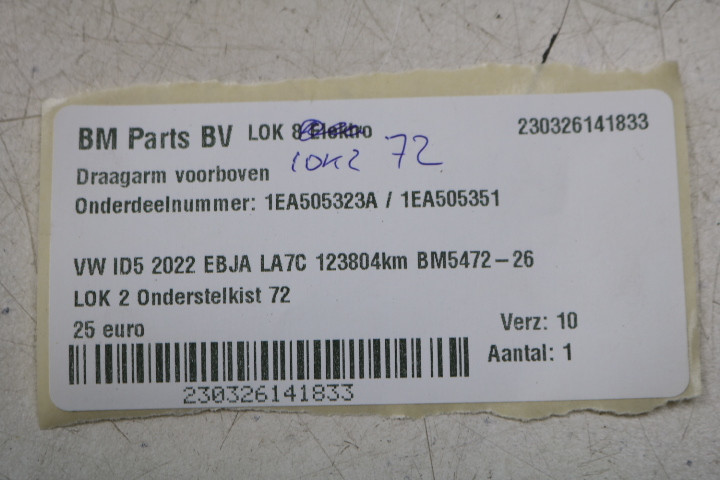 BM Parts BV LOK 8 Elektro 230326141833
LOK2 72
Draagarm voorboven
Onderdeelnummer: 1EA505323A / 1EA505351
VW ID5 2022 EBJA LA7C 123804km BM5472-26
LOK 2 Onderstelkist 72
25 euro
Verz: 10
Aantal: 1
230326141833